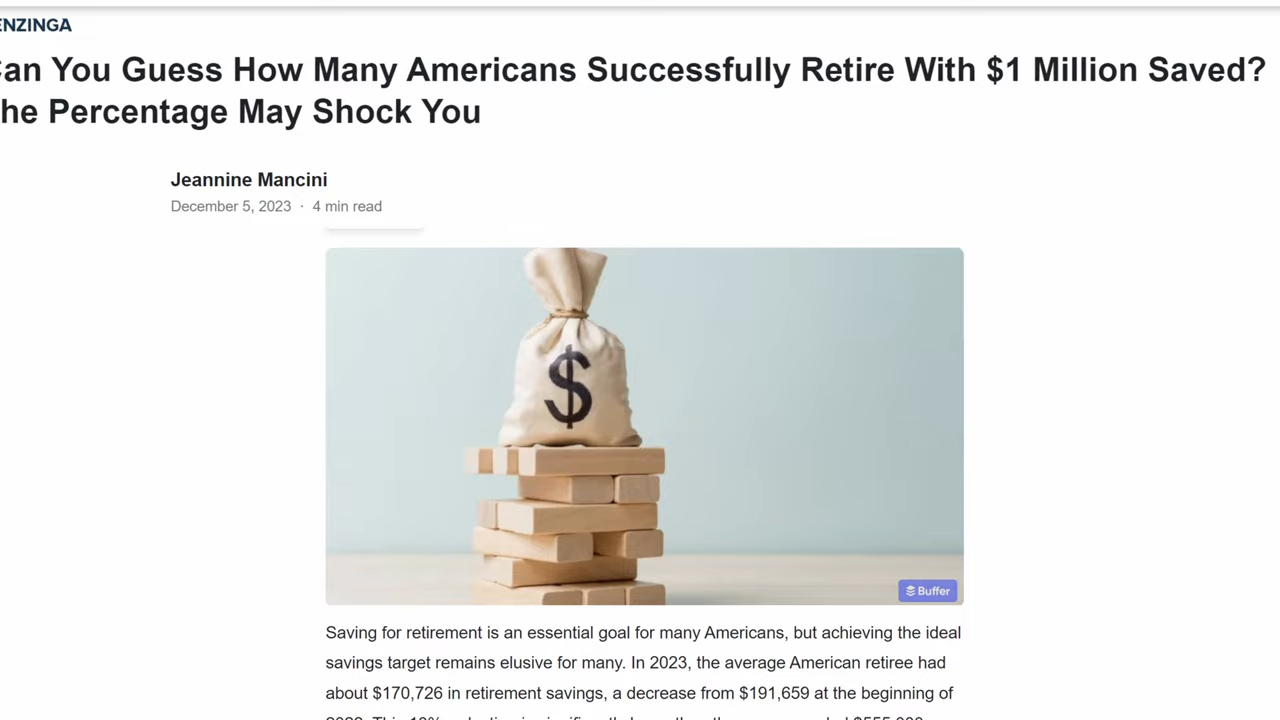 ENZINGA
Can You Guess How Many Americans Successfully Retire With $1 Million Saved?
he Percentage May Shock You
Jeannine Mancini
December 5, 2023 · 4 min read
$
Buffer
Saving for retirement is an essential goal for many Americans, but achieving the ideal
savings target remains elusive for many. In 2023, the average American retiree had
about $170,726 in retirement savings, a decrease from $191,659 at the beginning of